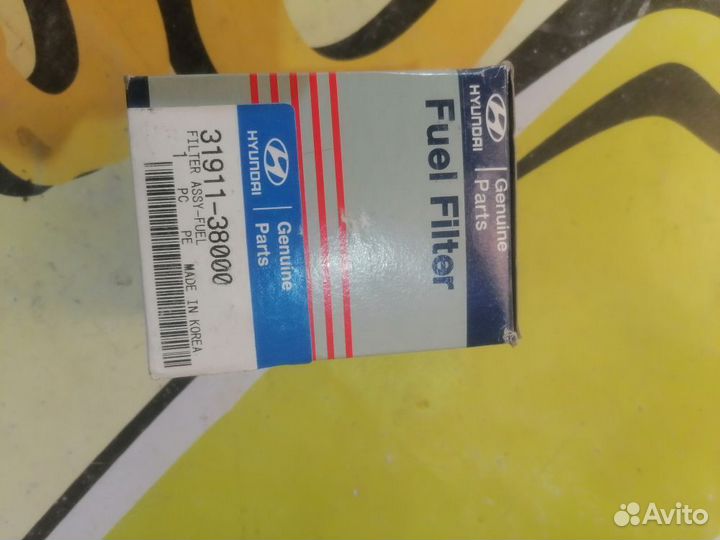 HYUNDAI
Genuine
Parts
Fuel Filter
HYUNDAI
Genuine
Parts
31911-38000
FILTER ASSY-FUEL
1 PC PE MADE IN KOREA
Avito